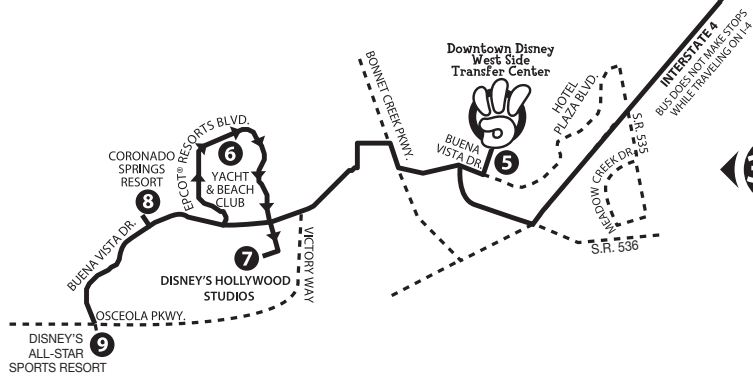 Downtown Disney
West Side
Transfer Center
5
BUENA
VISTA DR.
BONNET CREEK PKWY.
HOTEL
PLAZA BLVD.
INTERSTATE 4
BUS DOES NOT MAKE STOPS
WHILE TRAVELING ON I-4
S.R. 535
MEADOW CREEK DR.
S.R. 536
EPCOT® RESORTS BLVD.
6
YACHT
& BEACH
CLUB
CORONADO
SPRINGS
RESORT
8
BUENA VISTA DR.
7
DISNEY'S HOLLYWOOD
STUDIOS
VICTORY WAY
OSCEOLA PKWY.
DISNEY'S
ALL-STAR
SPORTS RESORT
9